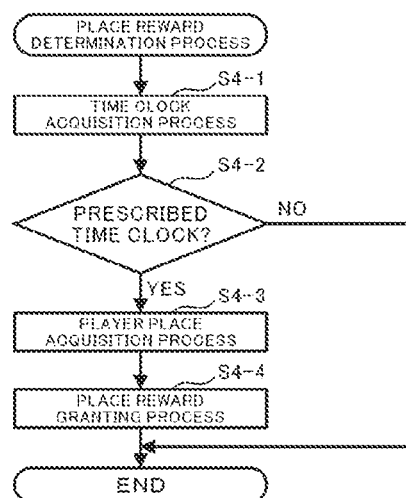 PLACE REWARD
DETERMINATION PROCESS
S4-1
TIME CLOCK
ACQUISITION PROCESS
S4-2
PRESCRIBED
TIME CLOCK?
NO
YES
S4-3
PLAYER PLACE
ACQUISITION PROCESS
S4-4
PLACE REWARD
GRANTING PROCESS
END